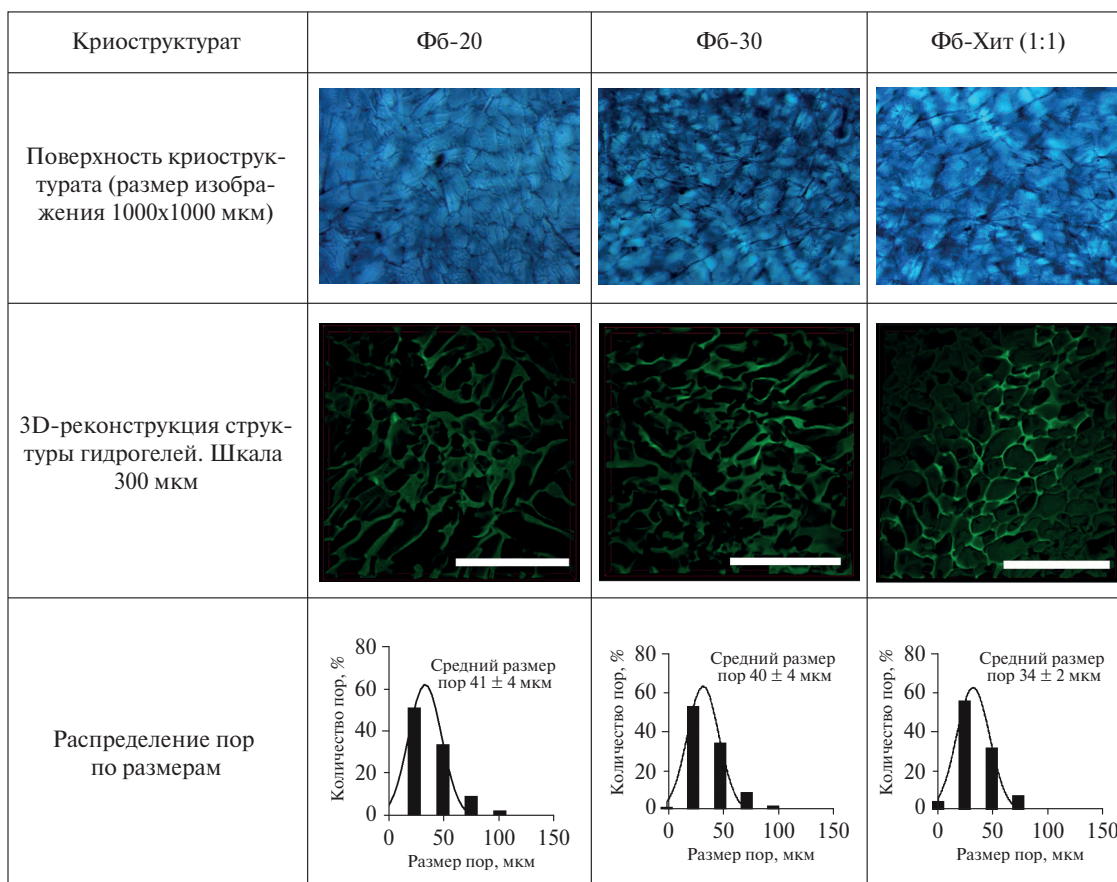 Криоструктурат
Фб-20
Фб-30
Фб-Хит (1:1)
Поверхность криострук-
турата (размер изобра-
жения 1000x1000 мкм)
3D-реконструкция струк-
туры гидрогелей. Шкала
300 мкм
Распределение пор
по размерам
Количество пор, %
80
60
40
20
0
Средний размер
пор 41 ± 4 мкм
0 50 100 150
Размер пор, мкм
Количество пор, %
80
60
40
20
0
Средний размер
пор 40 ± 4 мкм
0 50 100 150
Размер пор, мкм
Количество пор, %
80
60
40
20
0
Средний размер
пор 34 ± 2 мкм
0 50 100 150
Размер пор, мкм